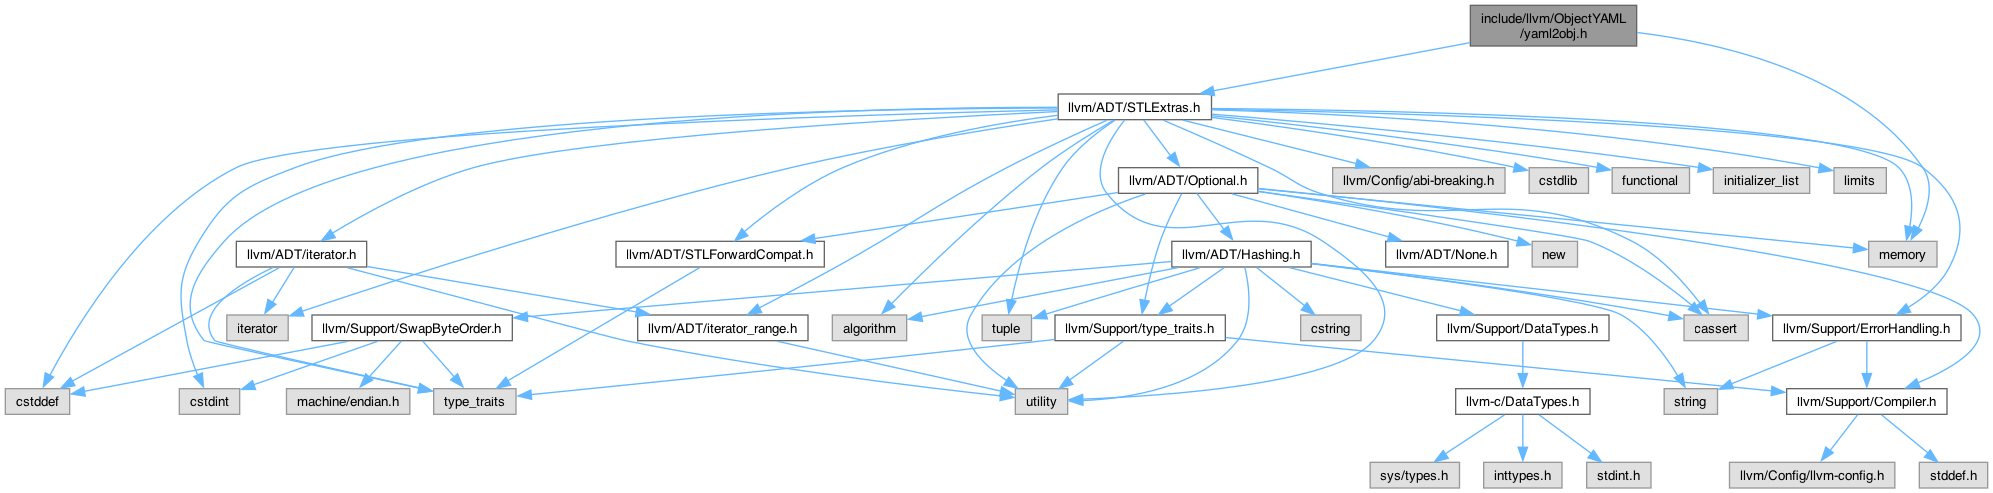 include/llvm/ObjectYAML
/yaml2obj.h
llvm/ADT/STLExtras.h
llvm/ADT/Optional.h
llvm/Config/abi-breaking.h
cstdlib
functional
initializer_list
limits
llvm/ADT/iterator.h
llvm/ADT/STLForwardCompat.h
llvm/ADT/Hashing.h
llvm/ADT/None.h
new
memory
iterator
llvm/Support/SwapByteOrder.h
llvm/ADT/iterator_range.h
algorithm
tuple
llvm/Support/type_traits.h
cstring
llvm/Support/DataTypes.h
cassert
llvm/Support/ErrorHandling.h
cstddef
cstdint
machine/endian.h
type_traits
utility
llvm-c/DataTypes.h
string
llvm/Support/Compiler.h
sys/types.h
inttypes.h
stdint.h
llvm/Config/llvm-config.h
stddef.h